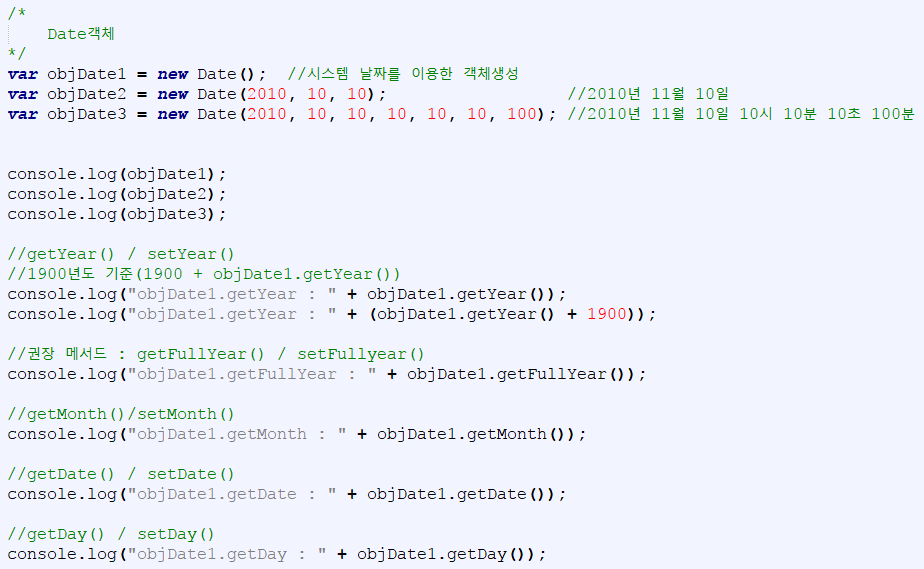 /*
Date객체
*/
var objDate1 = new Date();  //시스템 날짜를 이용한 객체생성
var objDate2 = new Date(2010, 10, 10);                  //2010년 11월 10일
var objDate3 = new Date(2010, 10, 10, 10, 10, 10, 100); //2010년 11월 10일 10시 10분 10초 100분
console.log(objDate1);
console.log(objDate2);
console.log(objDate3);
//getYear() / setYear()
//1900년도 기준(1900 + objDate1.getYear())
console.log("objDate1.getYear : " + objDate1.getYear());
console.log("objDate1.getYear : " + (objDate1.getYear() + 1900));
//권장 메서드 : getFullYear() / setFullyear()
console.log("objDate1.getFullYear : " + objDate1.getFullYear());
//getMonth()/setMonth()
console.log("objDate1.getMonth : " + objDate1.getMonth());
//getDate() / setDate()
console.log("objDate1.getDate : " + objDate1.getDate());
//getDay() / setDay()
console.log("objDate1.getDay : " + objDate1.getDay());